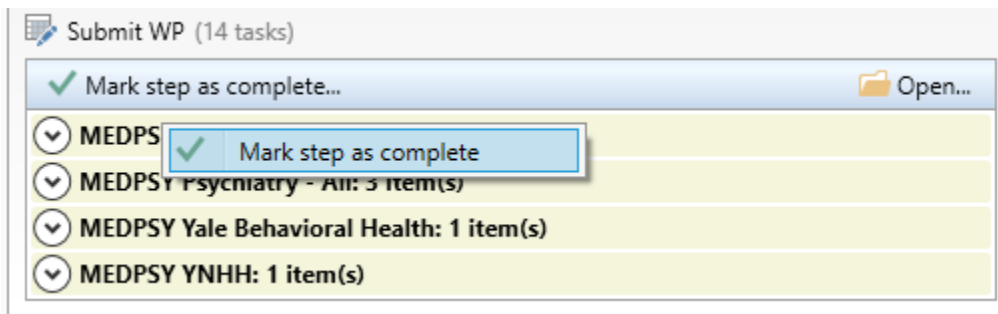 Submit WP (14 tasks)
Mark step as complete... Open...
MEDPS
Mark step as complete
MEDPSY Psychiatry - All: 3 item(s)
MEDPSY Yale Behavioral Health: 1 item(s)
MEDPSY YNHH: 1 item(s)